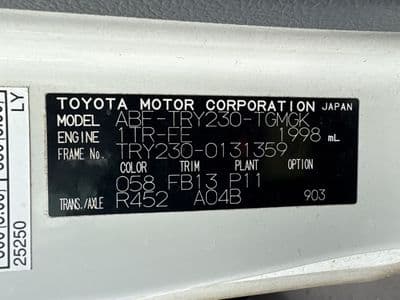 TOYOTA MOTOR CORPORATION JAPAN
MODEL ABF-TRY230-TGMGK
ENGINE 1TR-FE 1998 mL
FRAME No. TRY230-0131359
COLOR TRIM PLANT OPTION
058 FB13 P11
TRANS./AXLE R452 A04B 903
LY
25250